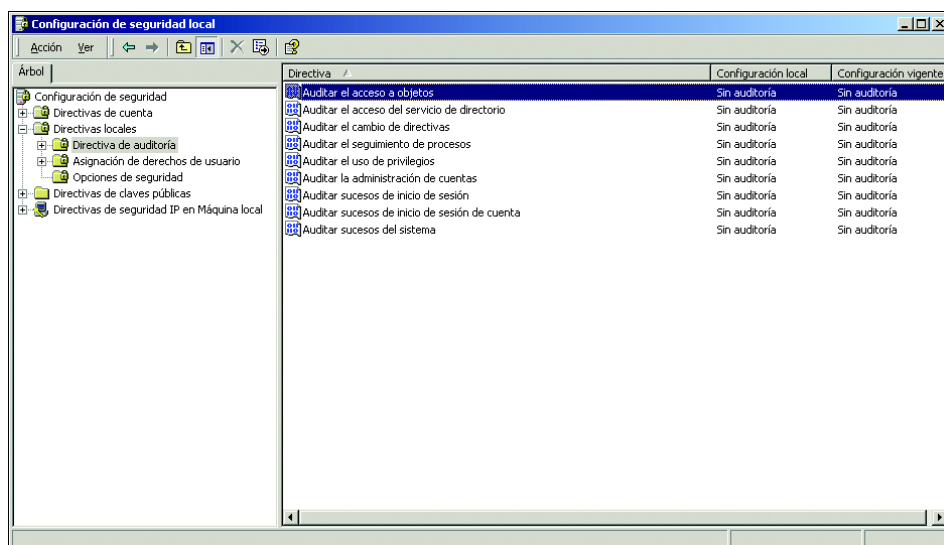 Configuración de seguridad local
Acción Ver
Árbol
Configuración de seguridad
Directivas de cuenta
Directivas locales
Directiva de auditoría
Asignación de derechos de usuario
Opciones de seguridad
Directivas de claves públicas
Directivas de seguridad IP en Máquina local
Directiva Configuración local Configuración vigente
Auditar el acceso a objetos Sin auditoría Sin auditoría
Auditar el acceso del servicio de directorio Sin auditoría Sin auditoría
Auditar el cambio de directivas Sin auditoría Sin auditoría
Auditar el seguimiento de procesos Sin auditoría Sin auditoría
Auditar el uso de privilegios Sin auditoría Sin auditoría
Auditar la administración de cuentas Sin auditoría Sin auditoría
Auditar sucesos de inicio de sesión Sin auditoría Sin auditoría
Auditar sucesos de inicio de sesión de cuenta Sin auditoría Sin auditoría
Auditar sucesos del sistema Sin auditoría Sin auditoría